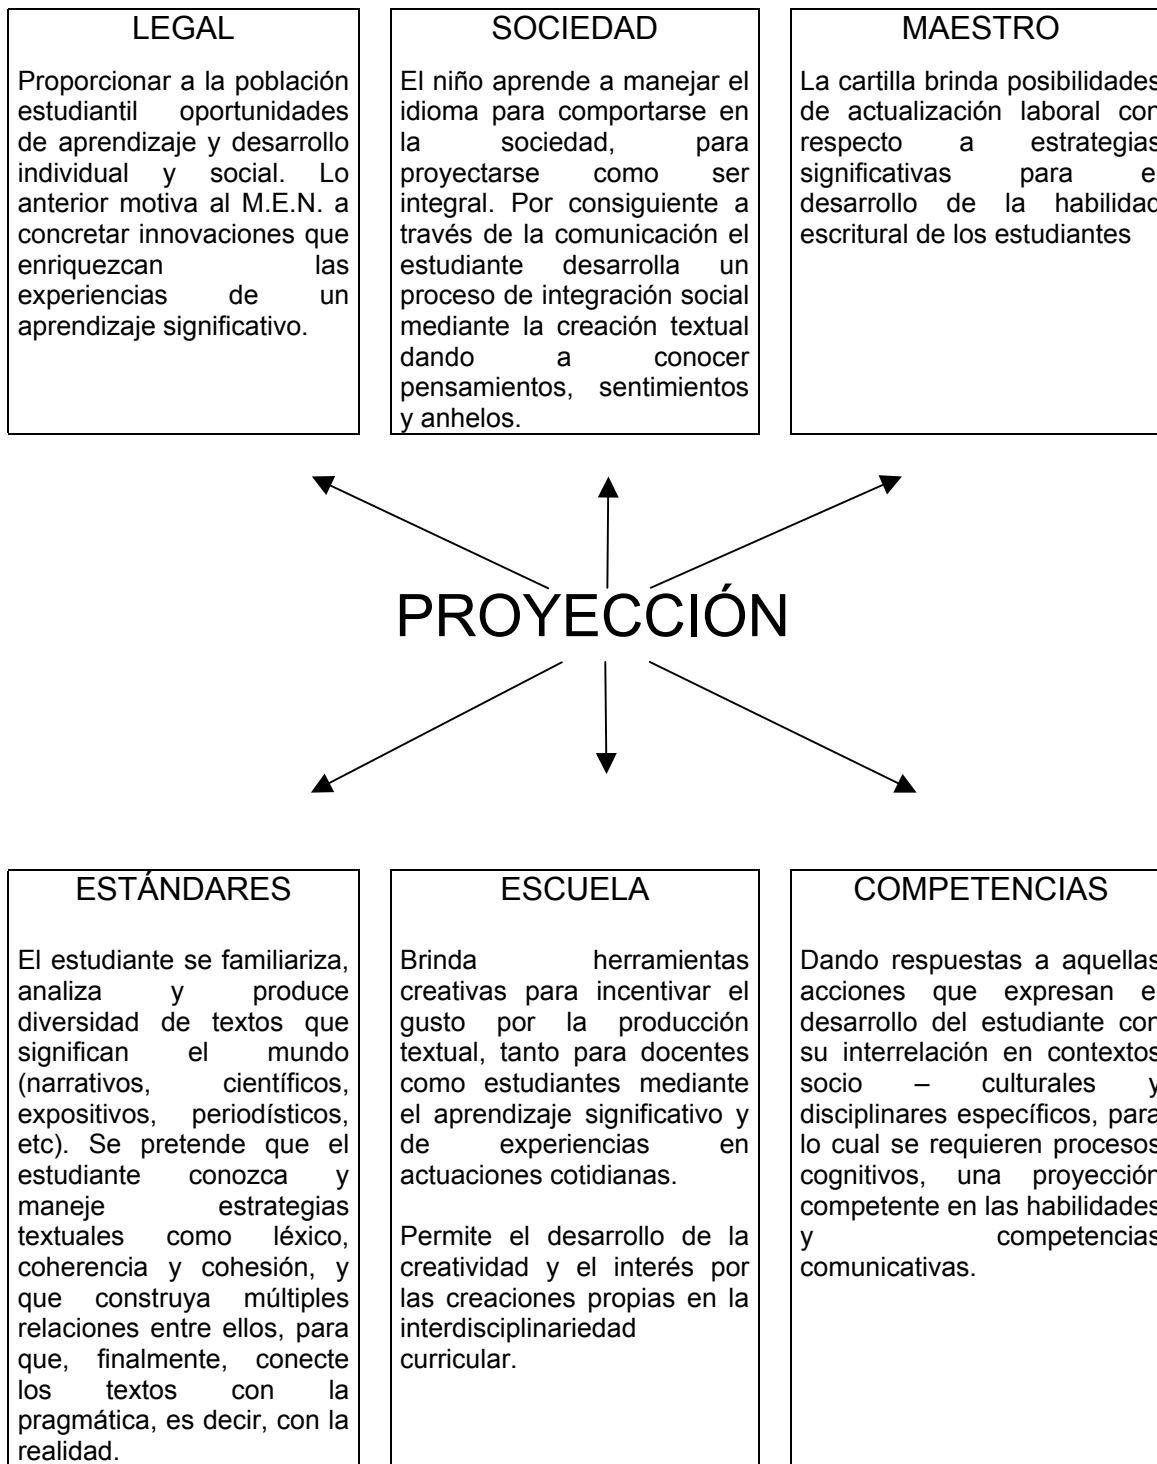 LEGAL
Proporcionar a la población
estudiantil oportunidades
de aprendizaje y desarrollo
individual y social. Lo
anterior motiva al M.E.N. a
concretar innovaciones que
enriquezcan las
experiencias de un
aprendizaje significativo.
SOCIEDAD
El niño aprende a manejar el
idioma para comportarse en
la sociedad, para
proyectarse como ser
integral. Por consiguiente a
través de la comunicación el
estudiante desarrolla un
proceso de integración social
mediante la creación textual
dando a conocer
pensamientos, sentimientos
y anhelos.
MAESTRO
La cartilla brinda posibilidades
de actualización laboral con
respecto a estrategias
significativas para e
desarrollo de la habilidad
escritural de los estudiantes
PROYECCIÓN
ESTÁNDARES
El estudiante se familiariza,
analiza y produce
diversidad de textos que
significan el mundo
(narrativos, científicos,
expositivos, periodísticos,
etc). Se pretende que el
estudiante conozca y
maneje estrategias
textuales como léxico,
coherencia y cohesión, y
que construya múltiples
relaciones entre ellos, para
que, finalmente, conecte
los textos con la
pragmática, es decir, con la
realidad.
ESCUELA
Brinda herramientas
creativas para incentivar el
gusto por la producción
textual, tanto para docentes
como estudiantes mediante
el aprendizaje significativo y
de experiencias en
actuaciones cotidianas.
Permite el desarrollo de la
creatividad y el interés por
las creaciones propias en la
interdisciplinariedad
curricular.
COMPETENCIAS
Dando respuestas a aquellas
acciones que expresan e
desarrollo del estudiante con
su interrelación en contextos
socio – culturales y
disciplinares específicos, para
lo cual se requieren procesos
cognitivos, una proyección
competente en las habilidades
y competencias
comunicativas.